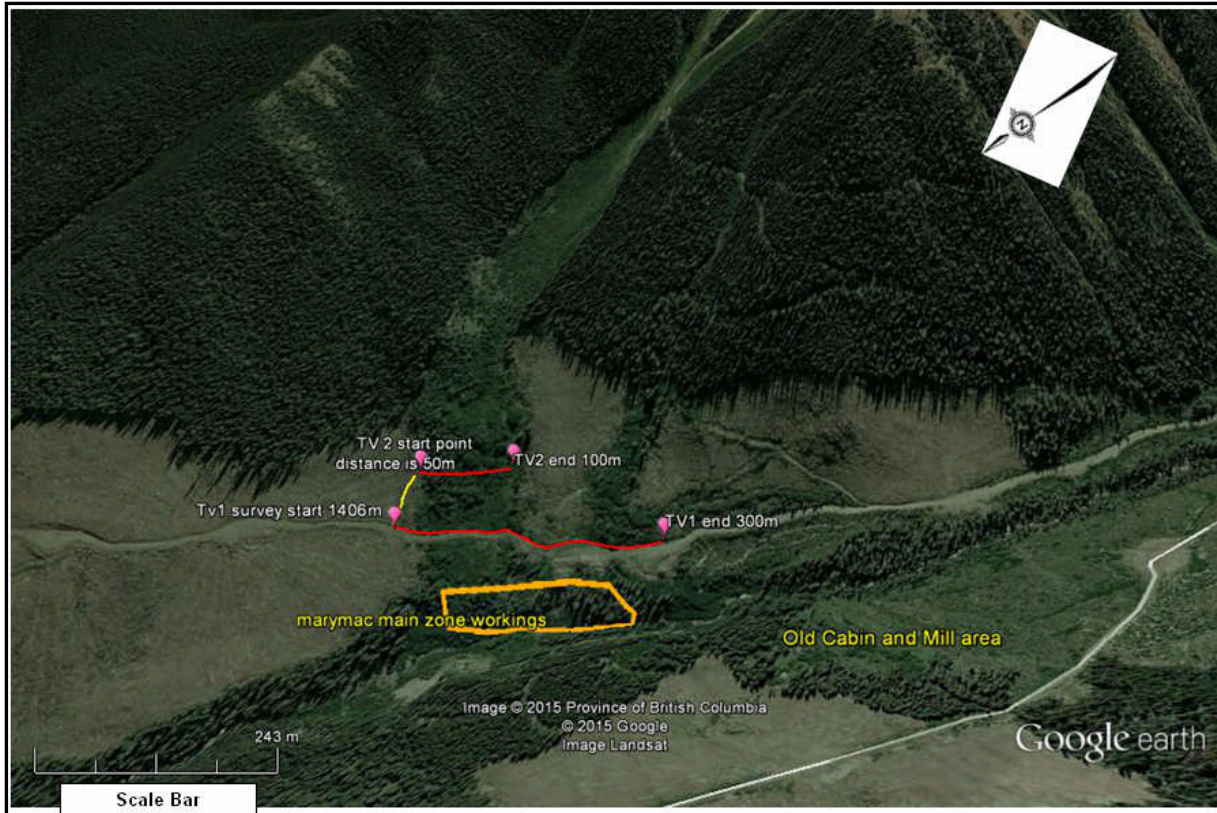 N
TV 2 start point
distance is 50m
TV2 end 100m
Tv1 survey start 1406m
TV1 end 300m
marymac main zone workings
Old Cabin and Mill area
Image © 2015 Province of British Columbia
© 2015 Google
Image Landsat
Google earth
243 m
Scale Bar